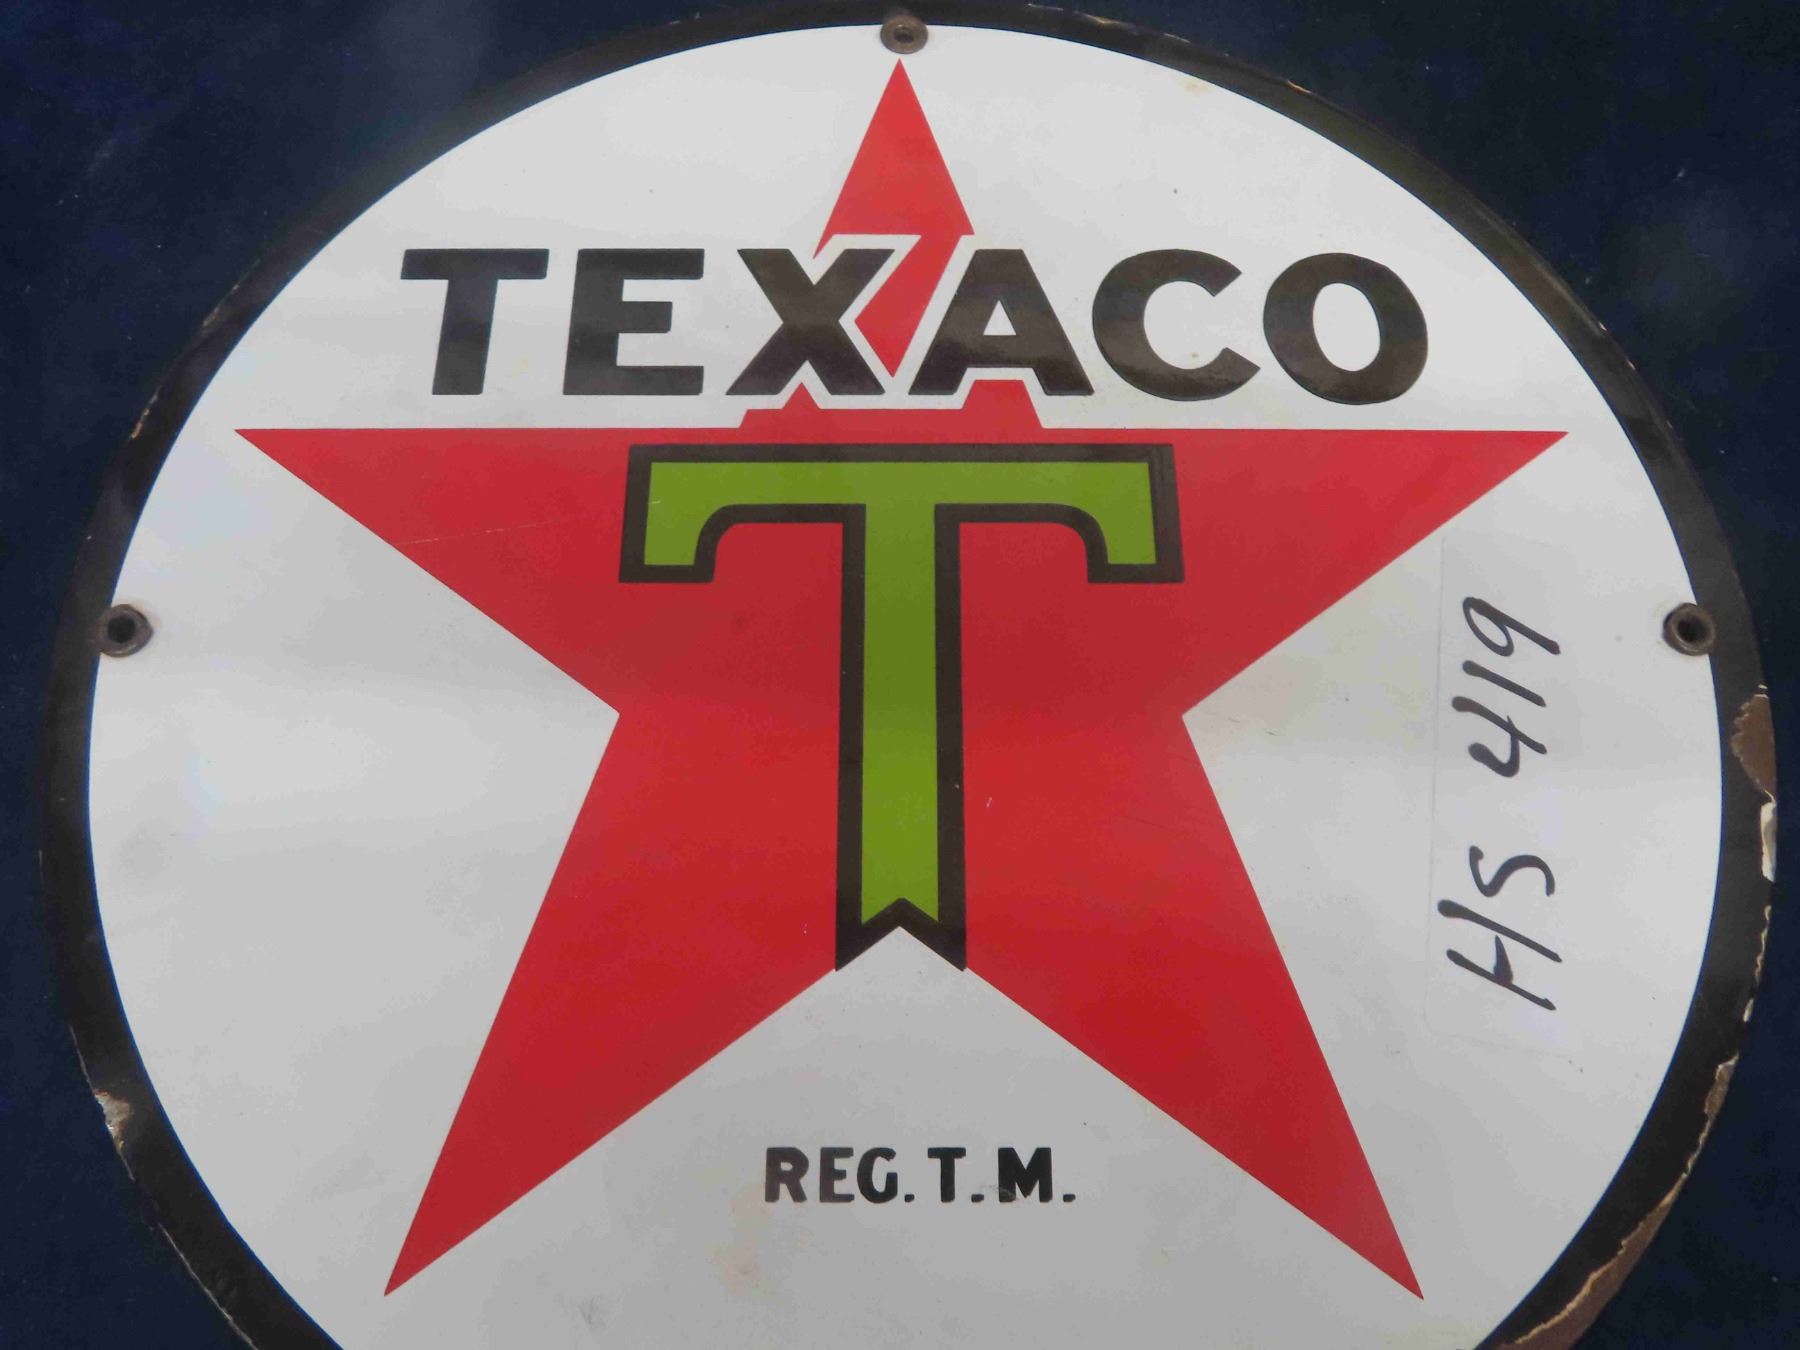 TEXACO
T
HS 419
REG. T. M.